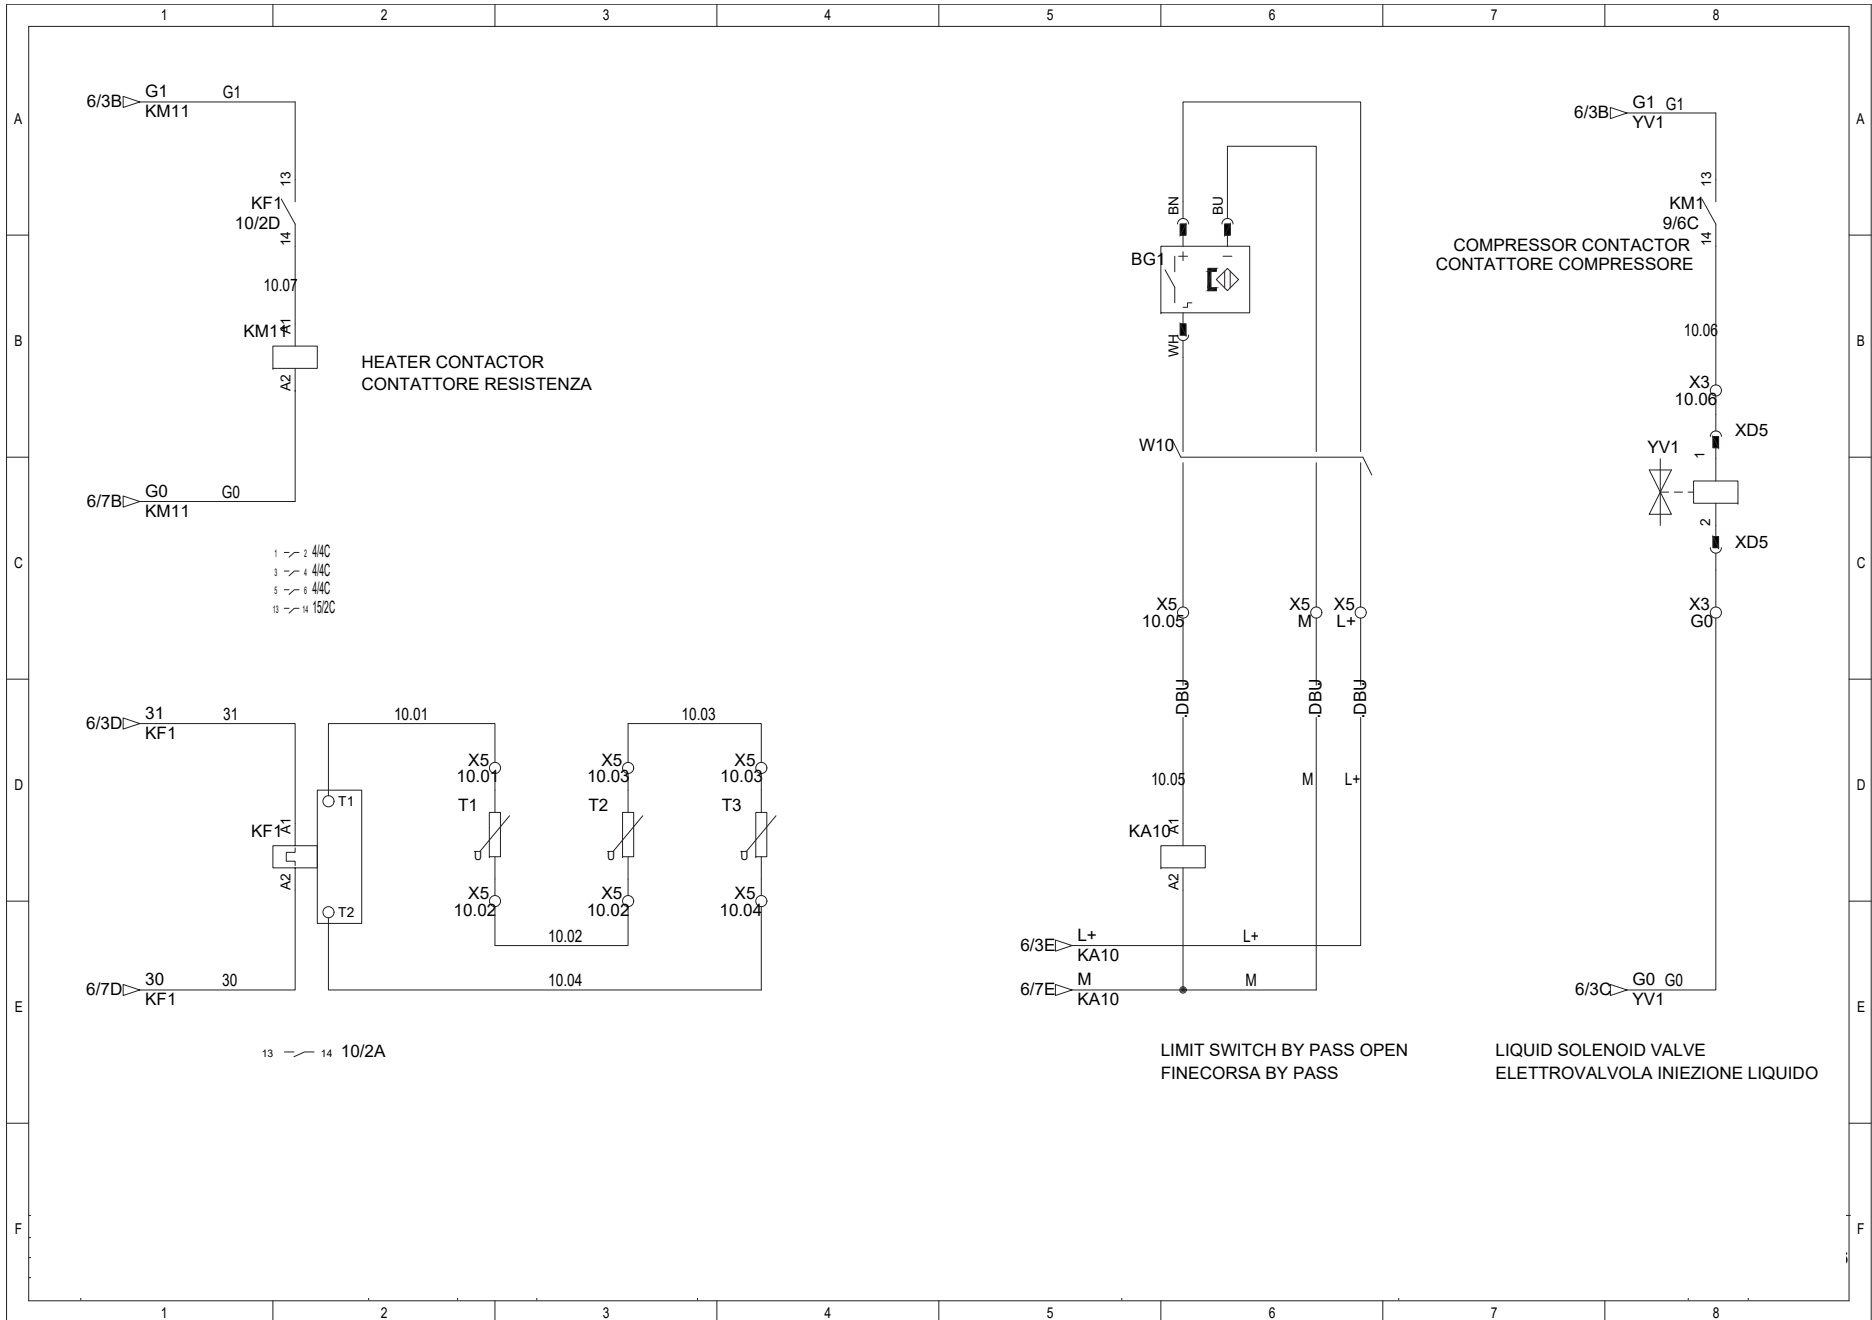 1 2 3 4 5 6 7 8
A
B
C
D
E
F
6/3B
G1
KM11
G1
13
KF1
10/2D
14
10.07
KM11
A1
A2
HEATER CONTACTOR
CONTATTORE RESISTENZA
6/7B
G0
KM11
G0
1 2 4/4C
3 4 4/4C
5 6 4/4C
13 14 15/2C
6/3D
31
KF1
31
KF1
A1
A2
T1
T2
6/7D
30
KF1
30
13 14 10/2A
10.01
10.03
X5
10.01
X5
10.03
X5
10.03
T1
T2
T3
U
U
U
X5
10.02
X5
10.02
X5
10.04
10.02
10.04
BN
BU
BG1
+
−
WH
W10
X5
10.05
X5
M
X5
L+
.DBU.
.DBU.
.DBU.
10.05
M
L+
KA10
A1
A2
6/3E
L+
KA10
L+
6/7E
M
KA10
M
LIMIT SWITCH BY PASS OPEN
FINECORSA BY PASS
6/3B
G1
YV1
G1
13
KM1
9/6C
14
COMPRESSOR CONTACTOR
CONTATTORE COMPRESSORE
10.06
X3
10.06
XD5
YV1
1
2
XD5
X3
G0
6/3C
G0
YV1
G0
LIQUID SOLENOID VALVE
ELETTROVALVOLA INIEZIONE LIQUIDO
A
B
C
D
E
F
1 2 3 4 5 6 7 8